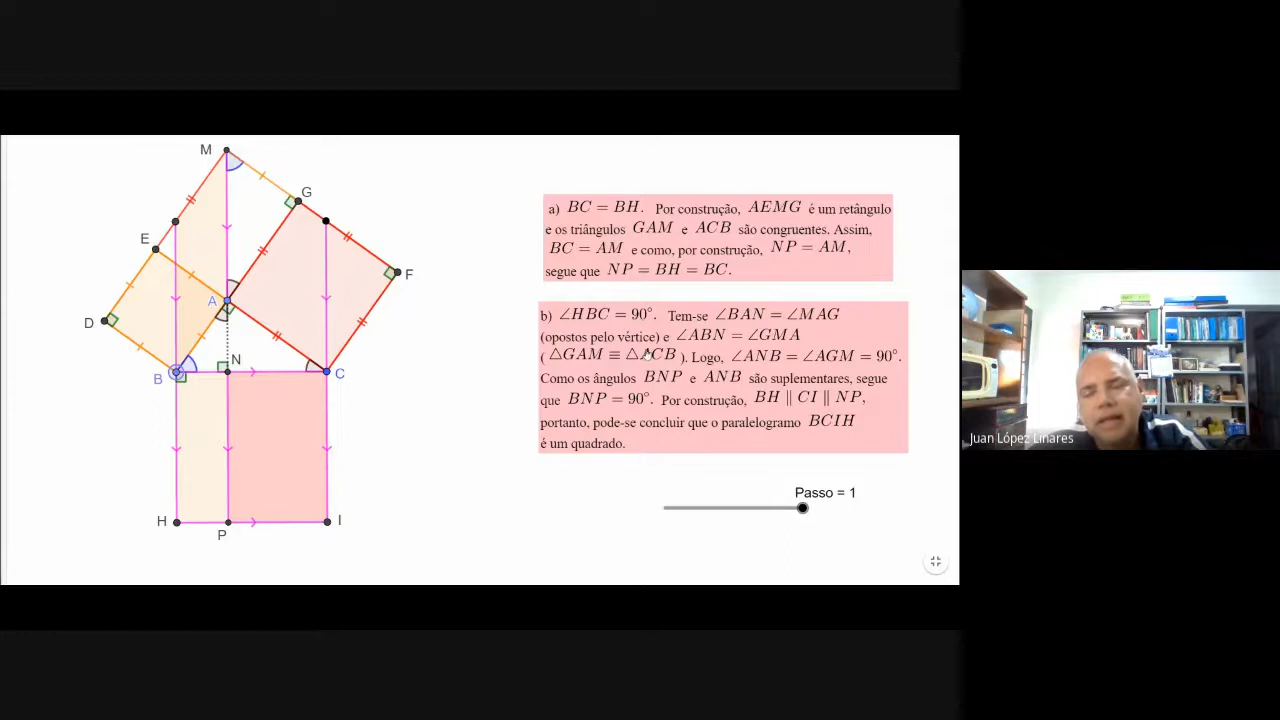 M
G
E
F
A
D
N
B
C
H
P
I
a) BC = BH. Por construção, AEMG é um retângulo
e os triângulos GAM e ACB são congruentes. Assim,
BC = AM e como, por construção, NP = AM,
segue que NP = BH = BC.
b) ∠HBC = 90°. Tem-se ∠BAN = ∠MAG
(opostos pelo vértice) e ∠ABN = ∠GMA
( △GAM ≡ △ACB ). Logo, ∠ANB = ∠AGM = 90°.
Como os ângulos BNP e ANB são suplementares, segue
que BNP = 90°. Por construção, BH ∥ CI ∥ NP,
portanto, pode-se concluir que o paralelogramo BCIH
é um quadrado.
Passo = 1
Juan López Linares